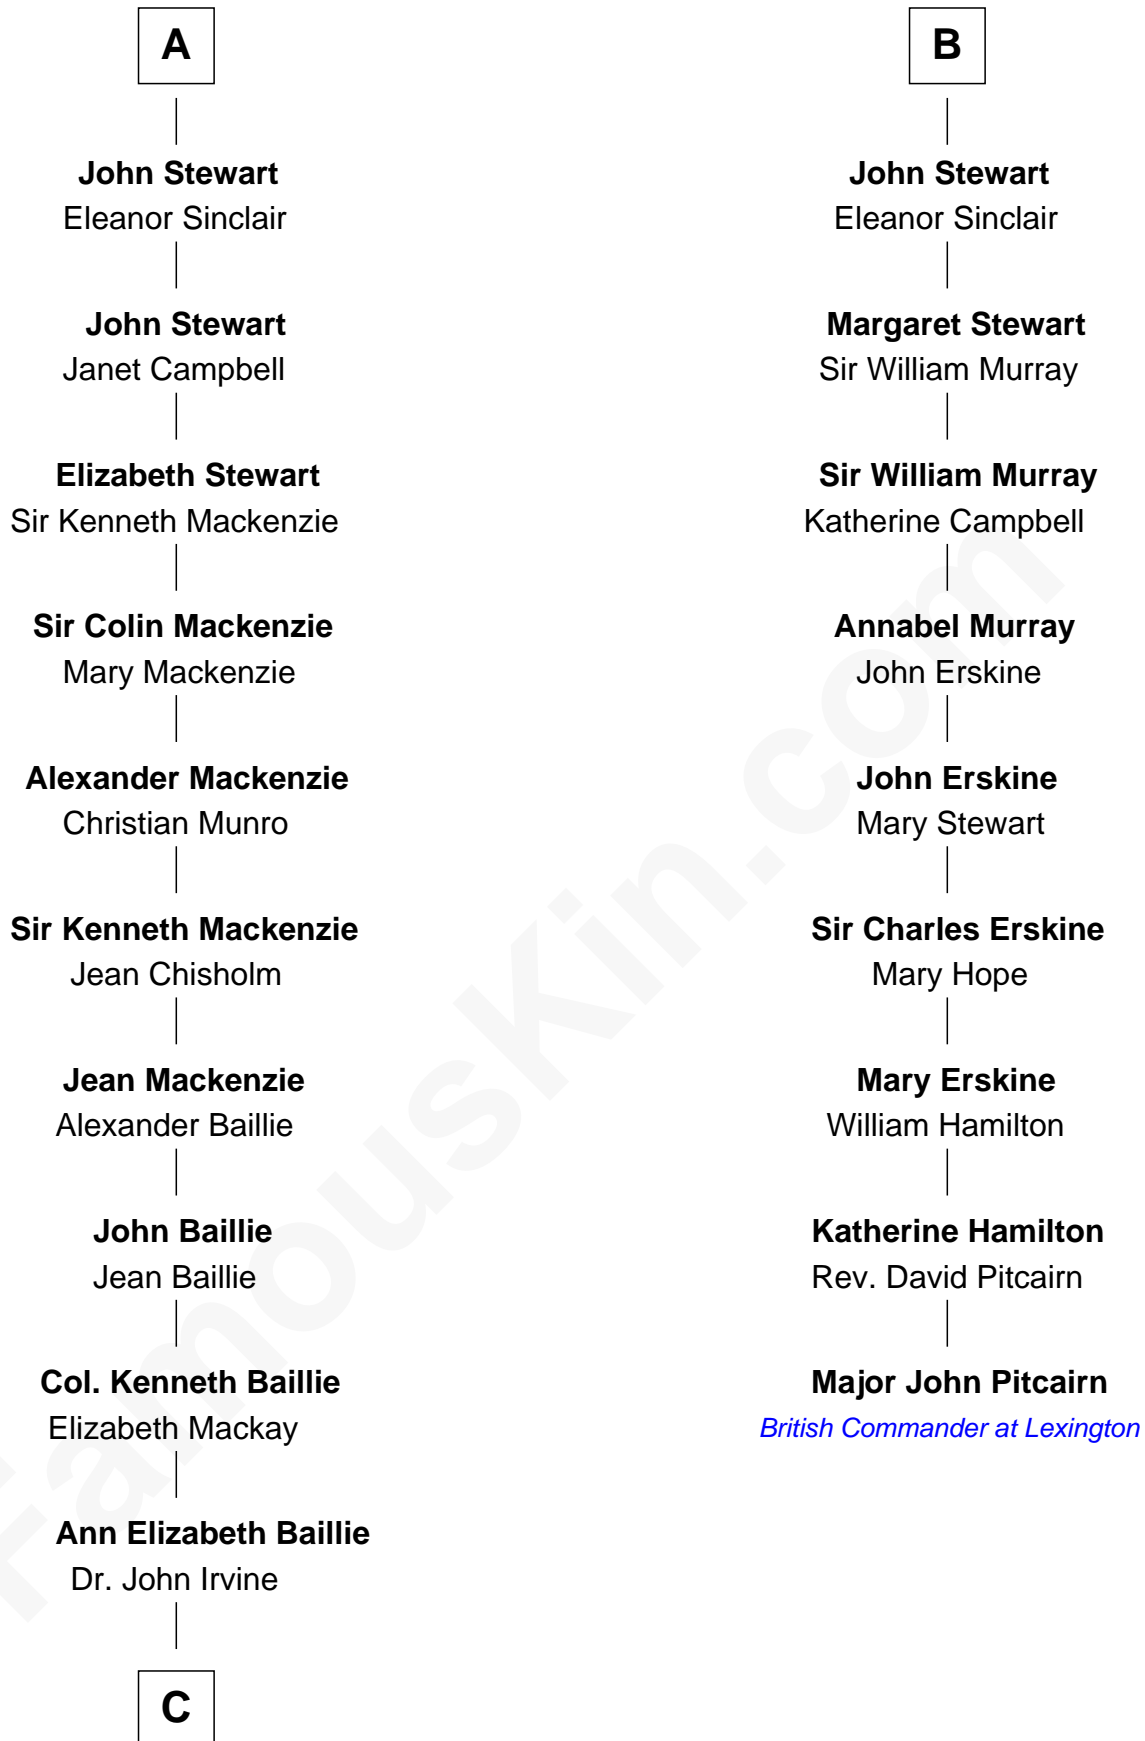 A
John Stewart
Eleanor Sinclair
John Stewart
Janet Campbell
Elizabeth Stewart
Sir Kenneth Mackenzie
Sir Colin Mackenzie
Mary Mackenzie
Alexander Mackenzie
Christian Munro
Sir Kenneth Mackenzie
Jean Chisholm
Jean Mackenzie
Alexander Baillie
John Baillie
Jean Baillie
Col. Kenneth Baillie
Elizabeth Mackay
Ann Elizabeth Baillie
Dr. John Irvine
C
B
John Stewart
Eleanor Sinclair
Margaret Stewart
Sir William Murray
Sir William Murray
Katherine Campbell
Annabel Murray
John Erskine
John Erskine
Mary Stewart
Sir Charles Erskine
Mary Hope
Mary Erskine
William Hamilton
Katherine Hamilton
Rev. David Pitcairn
Major John Pitcairn
British Commander at Lexington
FamousKin.com